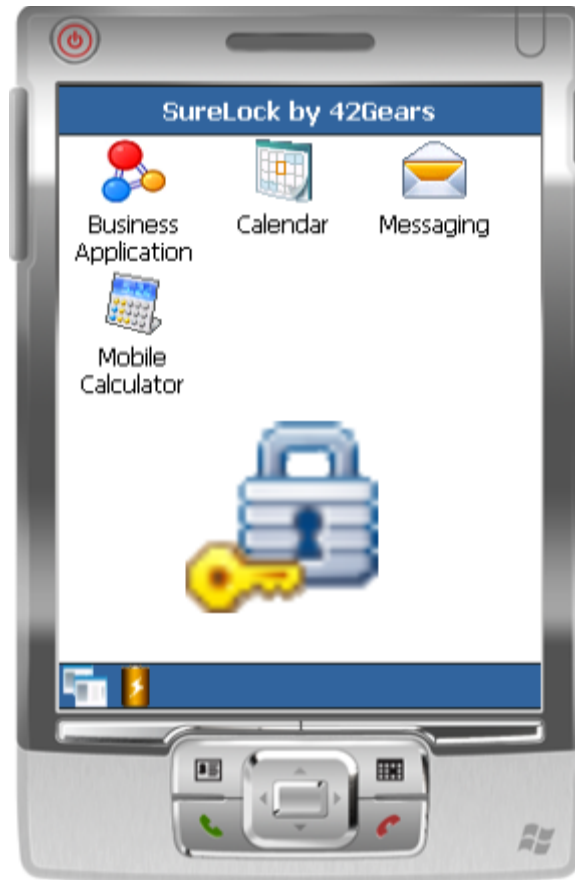 SureLock by 42Gears
Business
Application
Calendar
Messaging
Mobile
Calculator